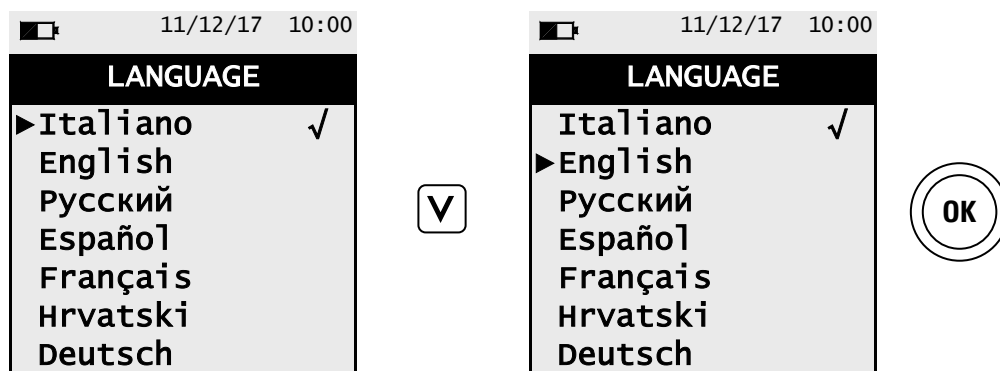 11/12/17 10:00
LANGUAGE
►Italiano √
English
Русский
Español
Français
Hrvatski
Deutsch
V
11/12/17 10:00
LANGUAGE
Italiano √
►English
Русский
Español
Français
Hrvatski
Deutsch
OK